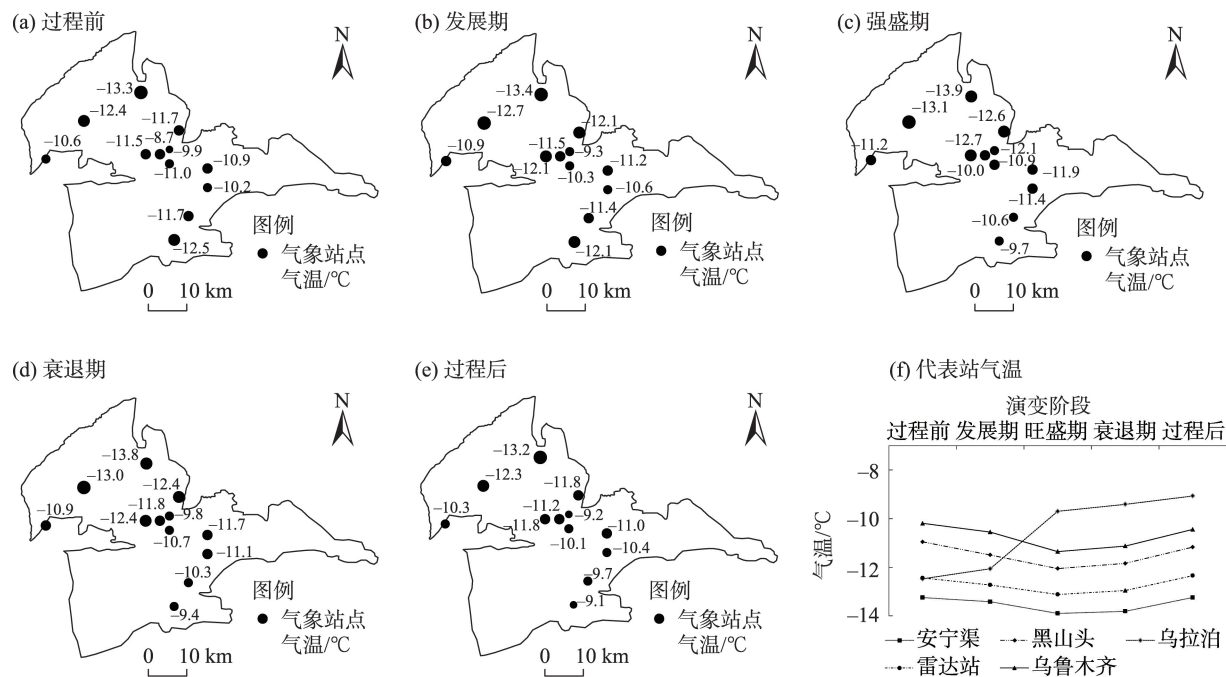 (a) 过程前
N
−13.3
−12.4
−11.7
−10.6
−11.5
−8.7
−9.9
−11.0
−10.9
−10.2
−11.7
−12.5
图例
气象站点
气温/℃
0 10 km
(b) 发展期
N
−13.4
−12.7
−12.1
−10.9
−11.5
−9.3
−12.1
−10.3
−11.2
−10.6
−11.4
−12.1
图例
气象站点
气温/℃
0 10 km
(c) 强盛期
N
−13.9
−13.1
−12.6
−11.2
−12.7
−12.1
−10.0
−10.9
−11.9
−11.4
−10.6
−9.7
图例
气象站点
气温/℃
0 10 km
(d) 衰退期
N
−13.8
−13.0
−12.4
−10.9
−11.8
−9.8
−12.4
−10.7
−11.7
−11.1
−10.3
−9.4
图例
气象站点
气温/℃
0 10 km
(e) 过程后
N
−13.2
−12.3
−11.8
−10.3
−11.2
−9.2
−11.8
−10.1
−11.0
−10.4
−9.7
−9.1
图例
气象站点
气温/℃
0 10 km
(f) 代表站气温
演变阶段
过程前 发展期 旺盛期 衰退期 过程后
−8
−10
−12
−14
气温/℃
安宁渠 黑山头 乌拉泊
雷达站 乌鲁木齐